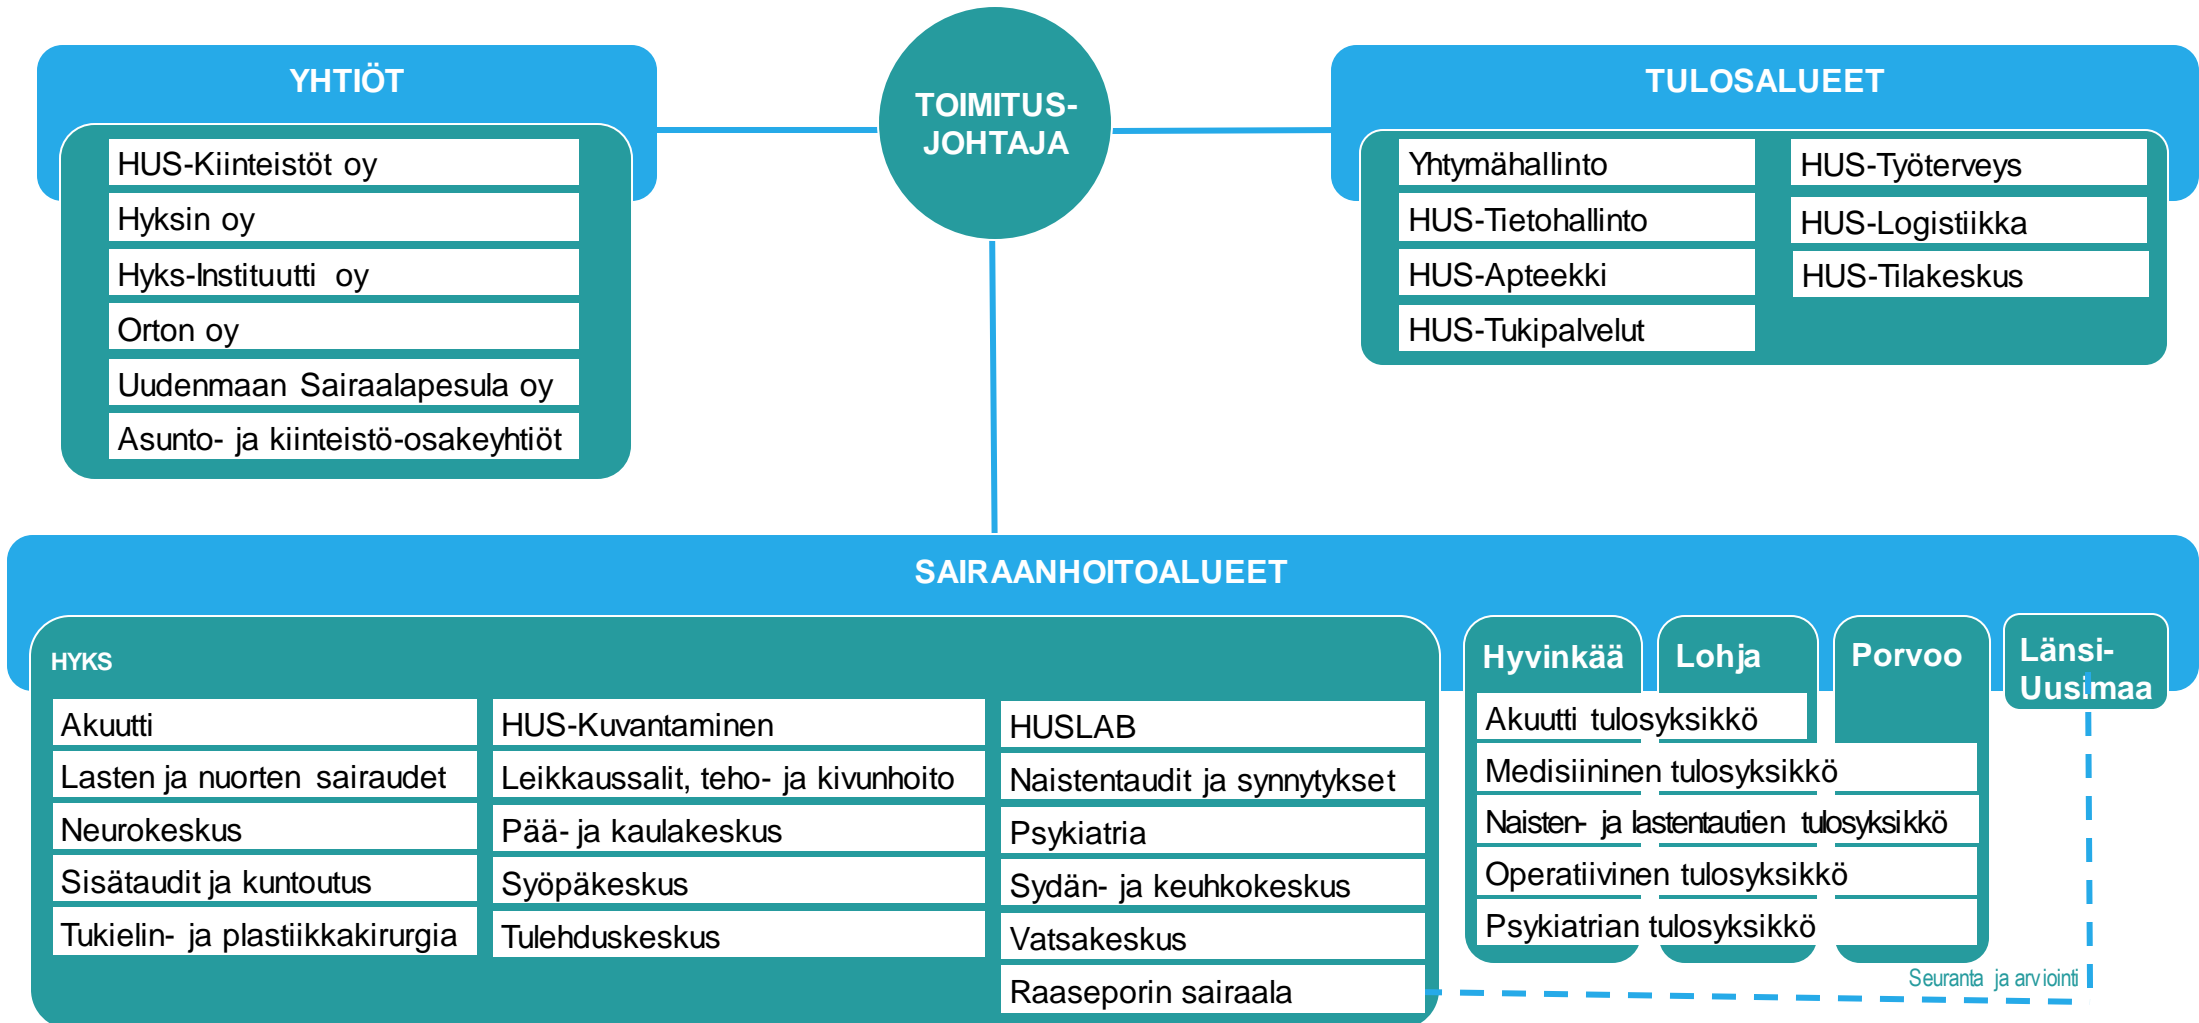 YHTIÖT
HUS-Kiinteistöt oy
Hyksin oy
Hyks-Instituutti oy
Orton oy
Uudenmaan Sairaalapesula oy
Asunto- ja kiinteistö-osakeyhtiöt
TOIMITUS-
JOHTAJA
TULOSALUEET
Yhtymähallinto
HUS-Tietohallinto
HUS-Apteekki
HUS-Tukipalvelut
HUS-Työterveys
HUS-Logistiikka
HUS-Tilakeskus
SAIRAANHOITOALUEET
HYKS
Akuutti
Lasten ja nuorten sairaudet
Neurokeskus
Sisätaudit ja kuntoutus
Tukielin- ja plastiikkakirurgia
HUS-Kuvantaminen
Leikkaussalit, teho- ja kivunhoito
Pää- ja kaulakeskus
Syöpäkeskus
Tulehduskeskus
HUSLAB
Naistentaudit ja synnytykset
Psykiatria
Sydän- ja keuhkokeskus
Vatsakeskus
Raaseporin sairaala
Hyvinkää
Lohja
Porvoo
Länsi-
Uusimaa
Akuutti tulosyksikkö
Medisiininen tulosyksikkö
Naisten- ja lastentautien tulosyksikkö
Operatiivinen tulosyksikkö
Psykiatrian tulosyksikkö
Seuranta ja arviointi